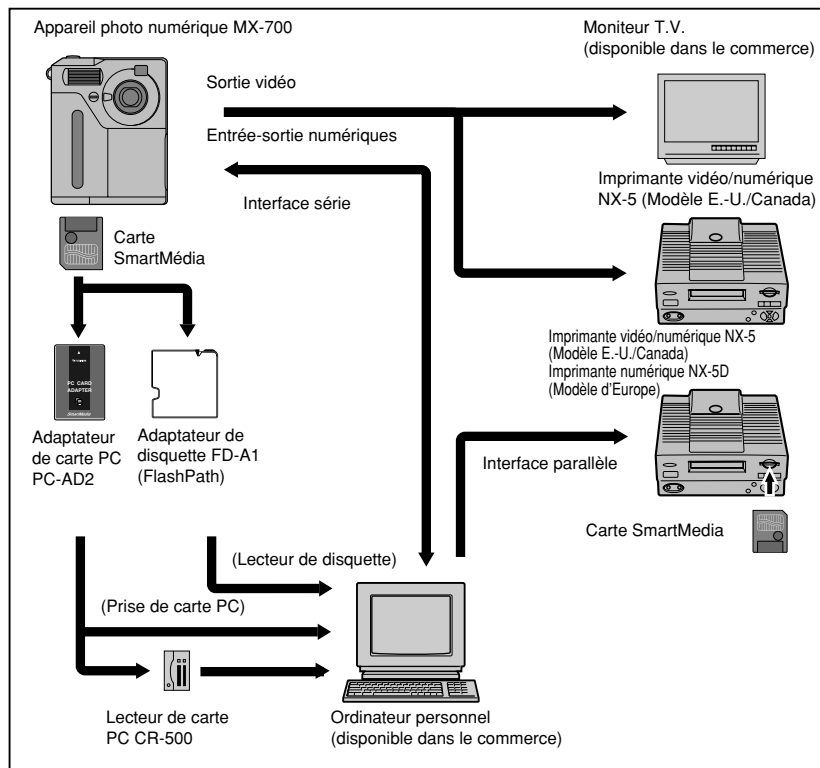 Appareil photo numérique MX-700
Moniteur T.V.
(disponible dans le commerce)
Sortie vidéo
Entrée-sortie numériques
Interface série
Imprimante vidéo/numérique
NX-5 (Modèle E.-U./Canada)
Carte
SmartMédia
Imprimante vidéo/numérique NX-5
(Modèle E.-U./Canada)
Imprimante numérique NX-5D
(Modèle d'Europe)
PC CARD
ADAPTER
SmartMedia
Adaptateur
de carte PC
PC-AD2
Adaptateur de
disquette FD-A1
(FlashPath)
Interface parallèle
Carte SmartMedia
(Lecteur de disquette)
(Prise de carte PC)
Lecteur de carte
PC CR-500
Ordinateur personnel
(disponible dans le commerce)